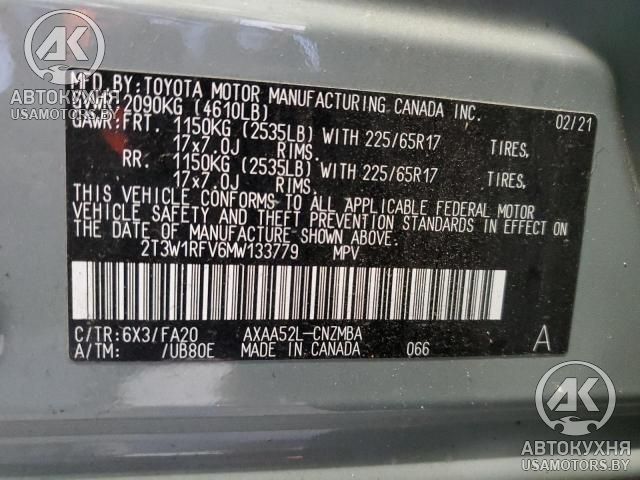 MFD. BY: TOYOTA MOTOR MANUFACTURING CANADA INC.
GVWR: 2090KG (4610LB) 02/21
GAWR: FRT. 1150KG (2535LB) WITH 225/65R17 TIRES,
17x7.0J RIMS.
RR. 1150KG (2535LB) WITH 225/65R17 TIRES,
17x7.0J RIMS.
THIS VEHICLE CONFORMS TO ALL APPLICABLE FEDERAL MOTOR
VEHICLE SAFETY AND THEFT PREVENTION STANDARDS IN EFFECT ON
THE DATE OF MANUFACTURE SHOWN ABOVE.
2T3W1RFV6MW133779 MPV
C/TR: 6X3/FA20 AXAA52L-CNZMBA A
A/TM: /UB80E MADE IN CANADA 066
АК
АВТОКУХНЯ
USAMOTORS.BY
АК
АВТОКУХНЯ
USAMOTORS.BY